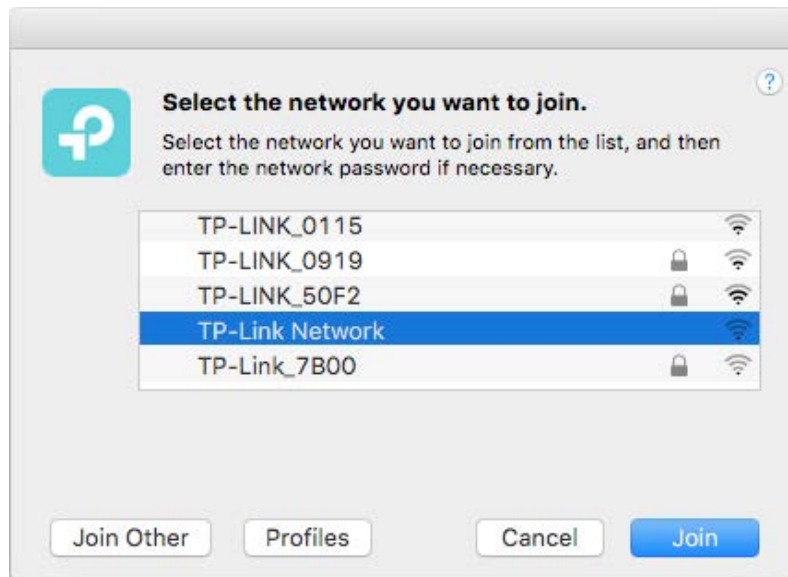 ?
Select the network you want to join.
Select the network you want to join from the list, and then
enter the network password if necessary.
TP-LINK_0115
TP-LINK_0919
TP-LINK_50F2
TP-Link Network
TP-Link_7B00
Join Other
Profiles
Cancel
Join